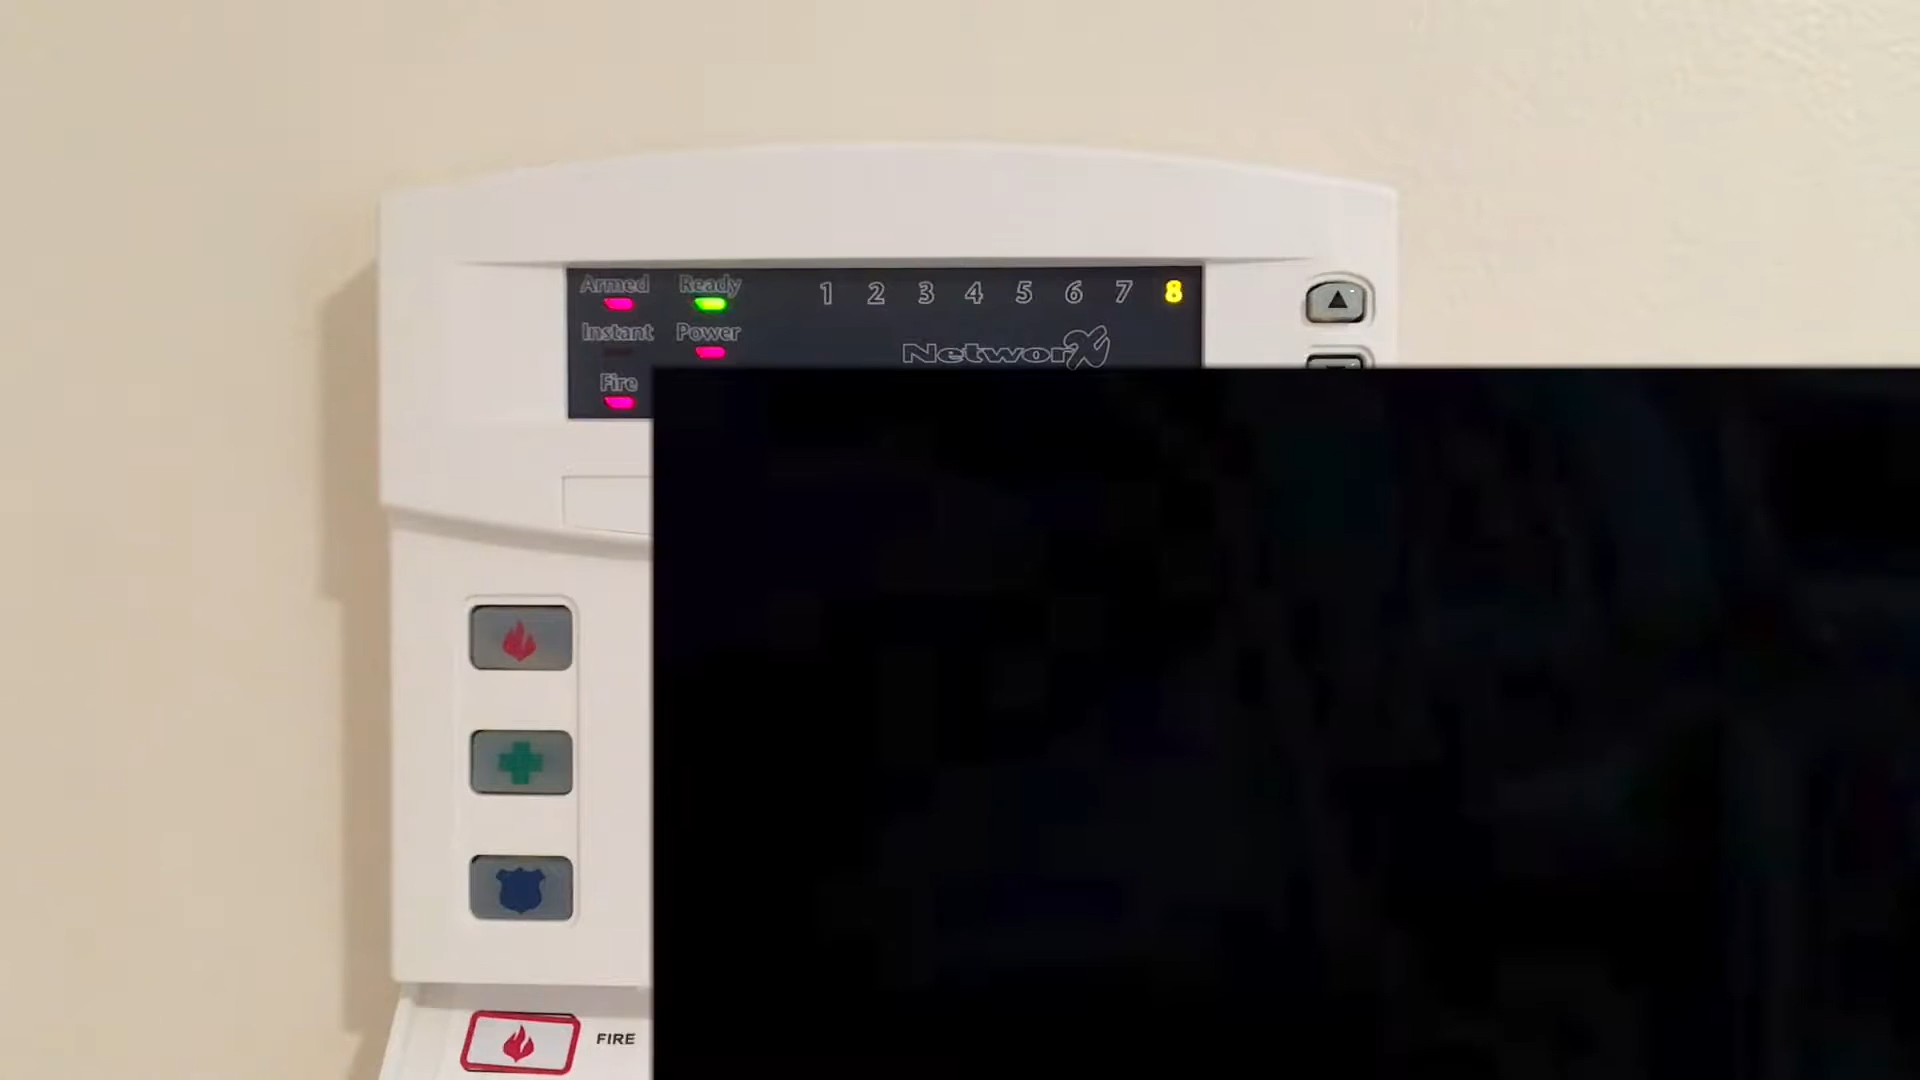 Armed Ready 1 2 3 4 5 6 7 8
Instant Power
NetworX
Fire
FIRE